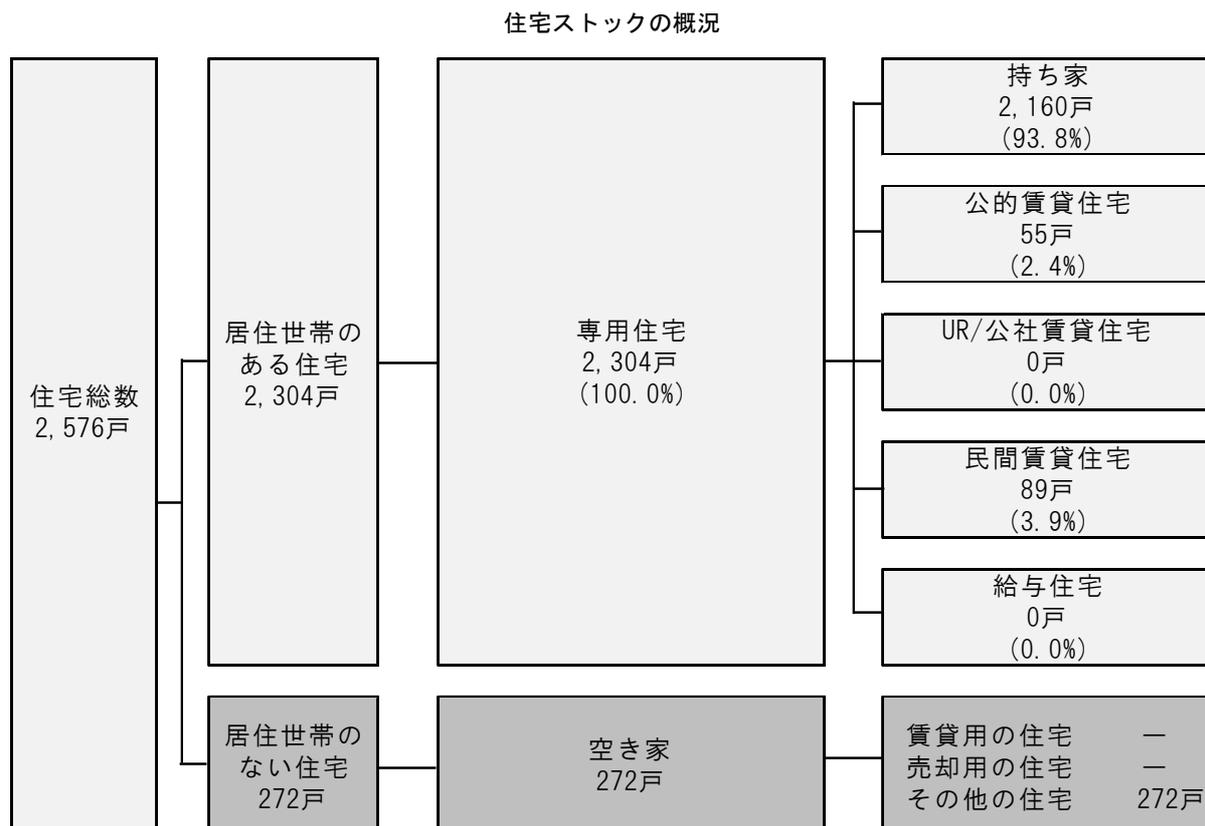 住宅ストックの概況
住宅総数
2,576戸
居住世帯の
ある住宅
2,304戸
専用住宅
2,304戸
(100.0%)
持ち家
2,160戸
(93.8%)
公的賃貸住宅
55戸
(2.4%)
UR/公社賃貸住宅
0戸
(0.0%)
民間賃貸住宅
89戸
(3.9%)
給与住宅
0戸
(0.0%)
居住世帯の
ない住宅
272戸
空き家
272戸
賃貸用の住宅 ―
売却用の住宅 ―
その他の住宅 272戸